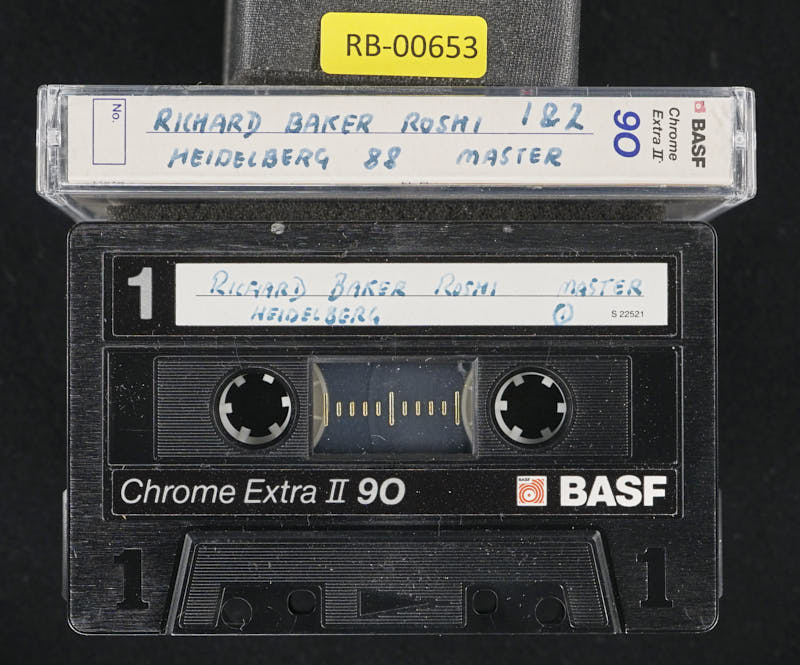 RB-00653
No.
RICHARD BAKER ROSHI 1 & 2
HEIDELBERG 88 MASTER
90
Chrome
Extra II
BASF
1
RICHARD BAKER ROSHI MASTER
HEIDELBERG 1
S 22521
Chrome Extra II 90
BASF
1 1